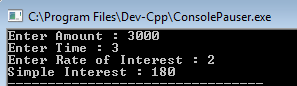 C:\Program Files\Dev-Cpp\ConsolePauser.exe
Enter Amount : 3000
Enter Time : 3
Enter Rate of Interest : 2
Simple Interest : 180
--------------------------------